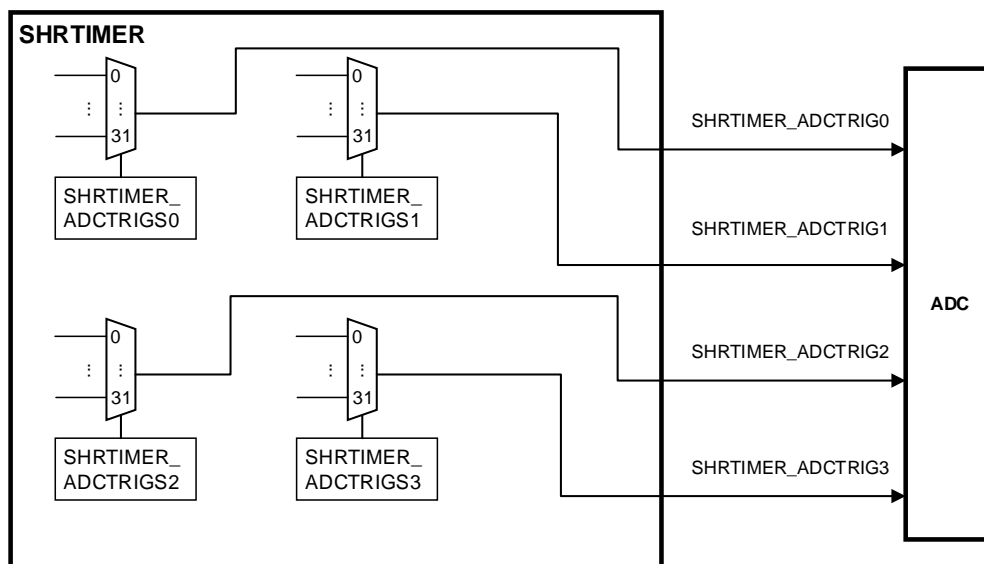 SHRTIMER
0
⋮ ⋮
31
SHRTIMER_
ADCTRIGS0
0
⋮ ⋮
31
SHRTIMER_
ADCTRIGS1
SHRTIMER_ADCTRIG0
SHRTIMER_ADCTRIG1
0
⋮ ⋮
31
SHRTIMER_
ADCTRIGS2
0
⋮ ⋮
31
SHRTIMER_
ADCTRIGS3
SHRTIMER_ADCTRIG2
SHRTIMER_ADCTRIG3
ADC